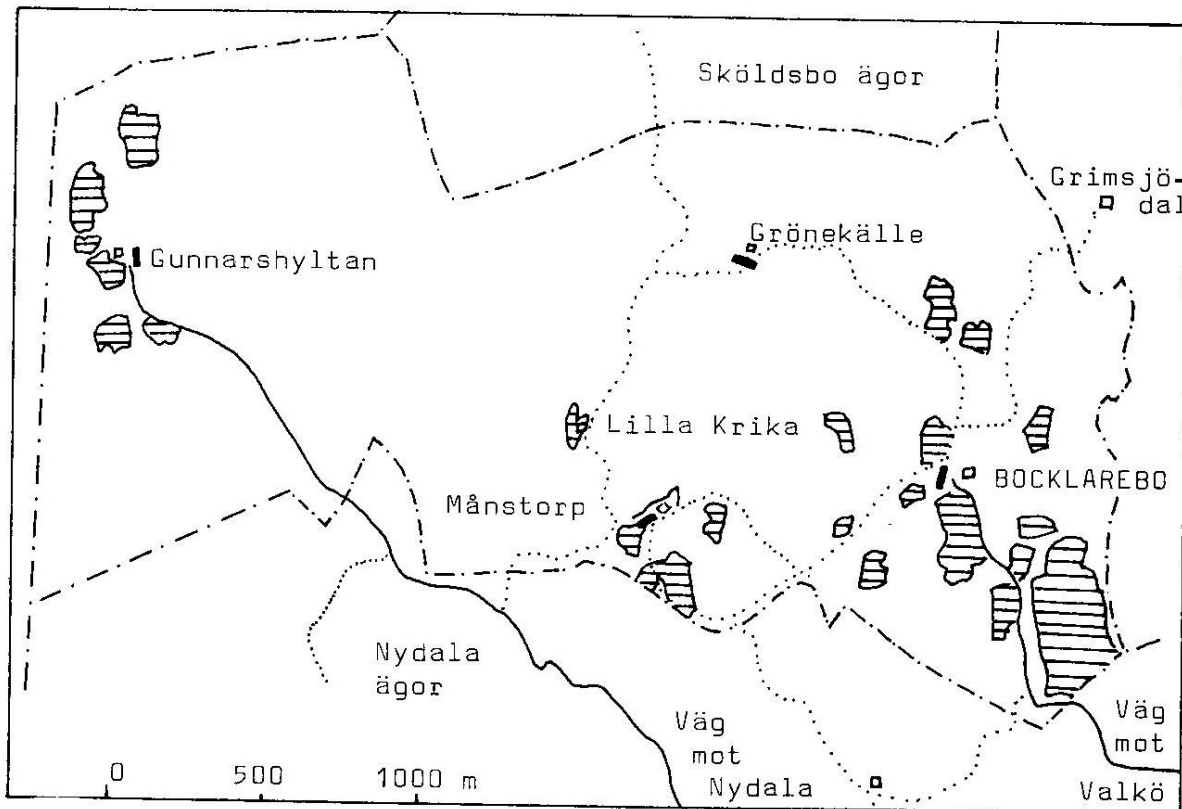 Sköldsbo ägor
Grimsjö-
dal
Grönekälle
Gunnarshyltan
Lilla Krika
BOCKLAREBO
Månstorp
Nydala
ägor
Väg
mot
Nydala
Väg
mot
Valkö
0 500 1000 m